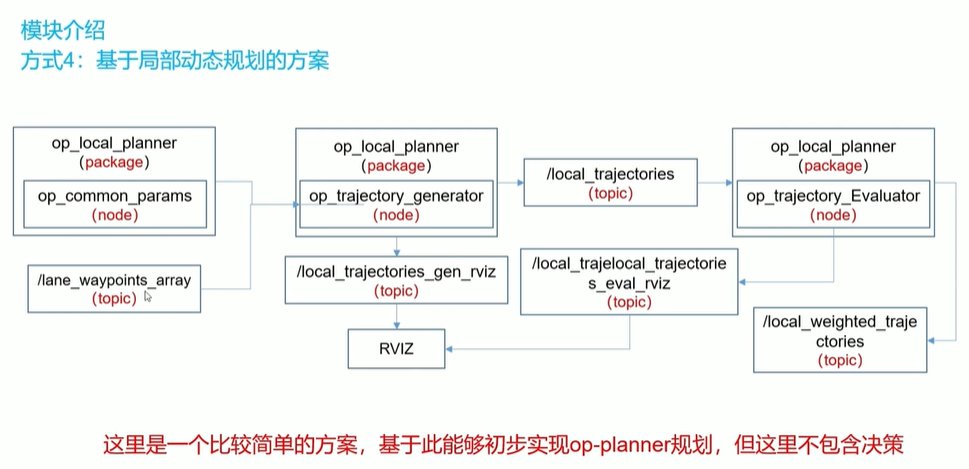 模块介绍
方式4：基于局部动态规划的方案
op_local_planner
(package)
op_common_params
(node)
/lane_waypoints_array
(topic)
op_local_planner
(package)
op_trajectory_generator
(node)
/local_trajectories_gen_rviz
(topic)
RVIZ
/local_trajectories
(topic)
/local_trajelocal_trajectorie
s_eval_rviz
(topic)
op_local_planner
(package)
op_trajectory_Evaluator
(node)
/local_weighted_traje
ctories
(topic)
这里是一个比较简单的方案，基于此能够初步实现op-planner规划，但这里不包含决策